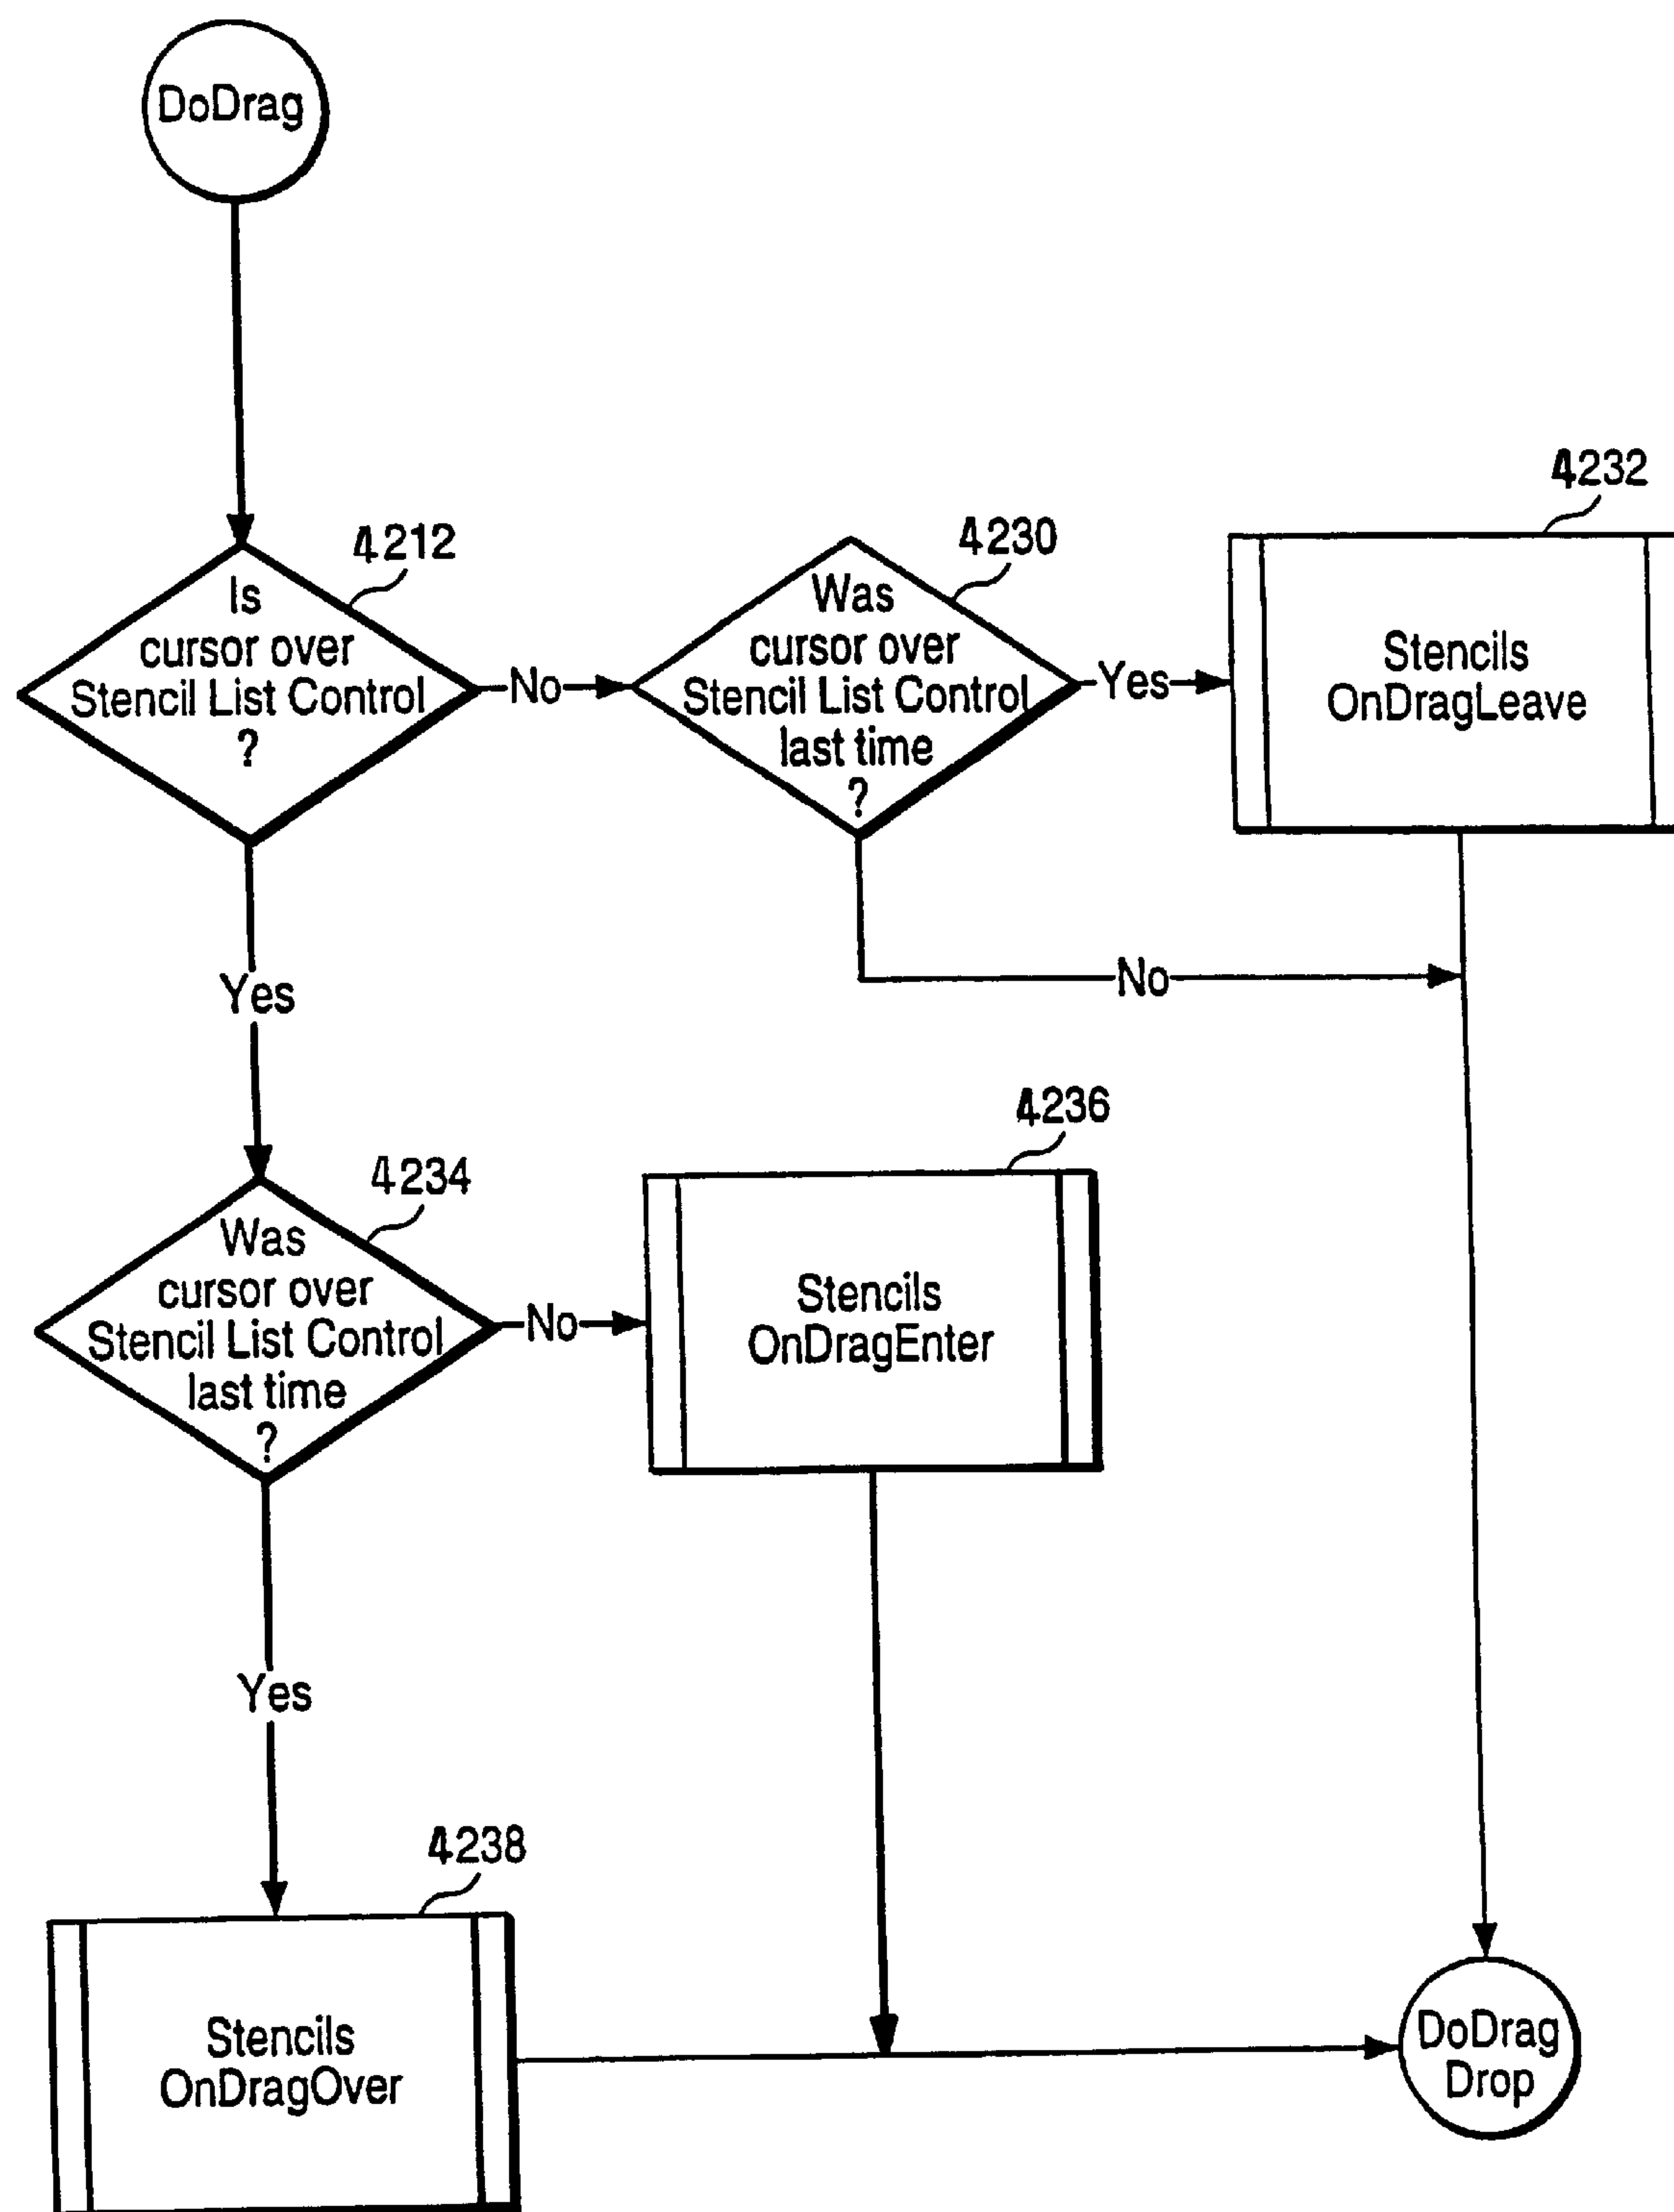 DoDrag
4212
Is
cursor over
Stencil List Control
?
No
4230
Was
cursor over
Stencil List Control
last time
?
Yes
4232
Stencils
OnDragLeave
No
Yes
4234
Was
cursor over
Stencil List Control
last time
?
No
4236
Stencils
OnDragEnter
Yes
4238
Stencils
OnDragOver
DoDrag
Drop